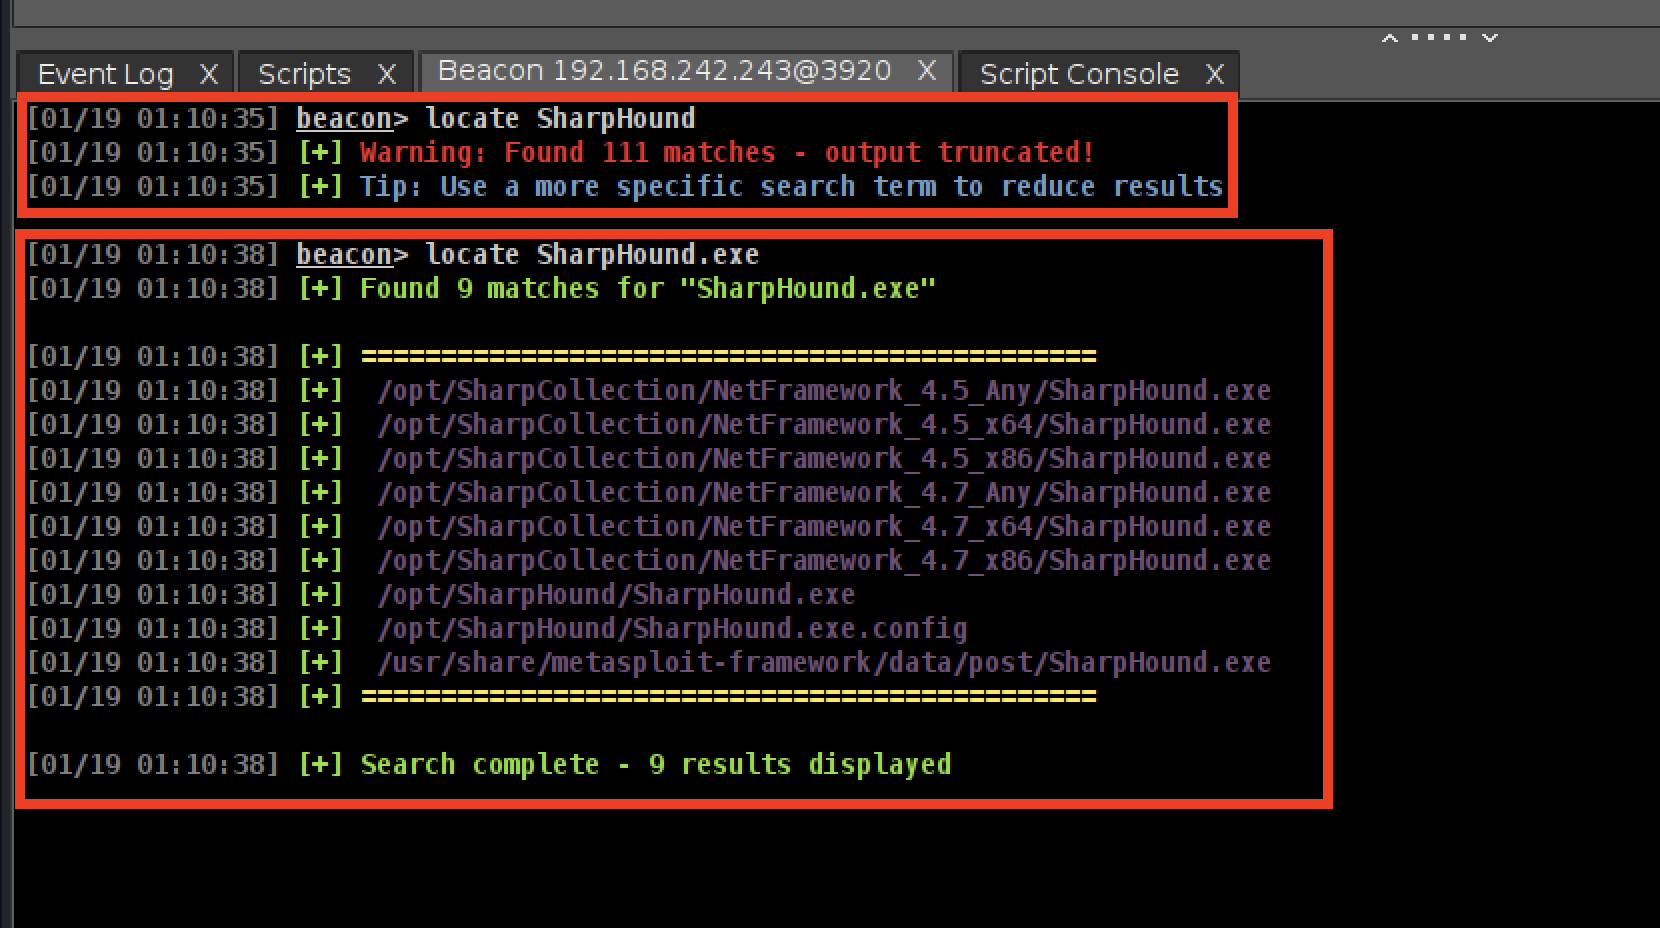 Event Log X Scripts X Beacon 192.168.242.243@3920 X Script Console X
[01/19 01:10:35] beacon> locate SharpHound
[01/19 01:10:35] [+] Warning: Found 111 matches - output truncated!
[01/19 01:10:35] [+] Tip: Use a more specific search term to reduce results
[01/19 01:10:38] beacon> locate SharpHound.exe
[01/19 01:10:38] [+] Found 9 matches for "SharpHound.exe"
[01/19 01:10:38] [+] ==============================================
[01/19 01:10:38] [+] /opt/SharpCollection/NetFramework_4.5_Any/SharpHound.exe
[01/19 01:10:38] [+] /opt/SharpCollection/NetFramework_4.5_x64/SharpHound.exe
[01/19 01:10:38] [+] /opt/SharpCollection/NetFramework_4.5_x86/SharpHound.exe
[01/19 01:10:38] [+] /opt/SharpCollection/NetFramework_4.7_Any/SharpHound.exe
[01/19 01:10:38] [+] /opt/SharpCollection/NetFramework_4.7_x64/SharpHound.exe
[01/19 01:10:38] [+] /opt/SharpCollection/NetFramework_4.7_x86/SharpHound.exe
[01/19 01:10:38] [+] /opt/SharpHound/SharpHound.exe
[01/19 01:10:38] [+] /opt/SharpHound/SharpHound.exe.config
[01/19 01:10:38] [+] /usr/share/metasploit-framework/data/post/SharpHound.exe
[01/19 01:10:38] [+] ==============================================
[01/19 01:10:38] [+] Search complete - 9 results displayed